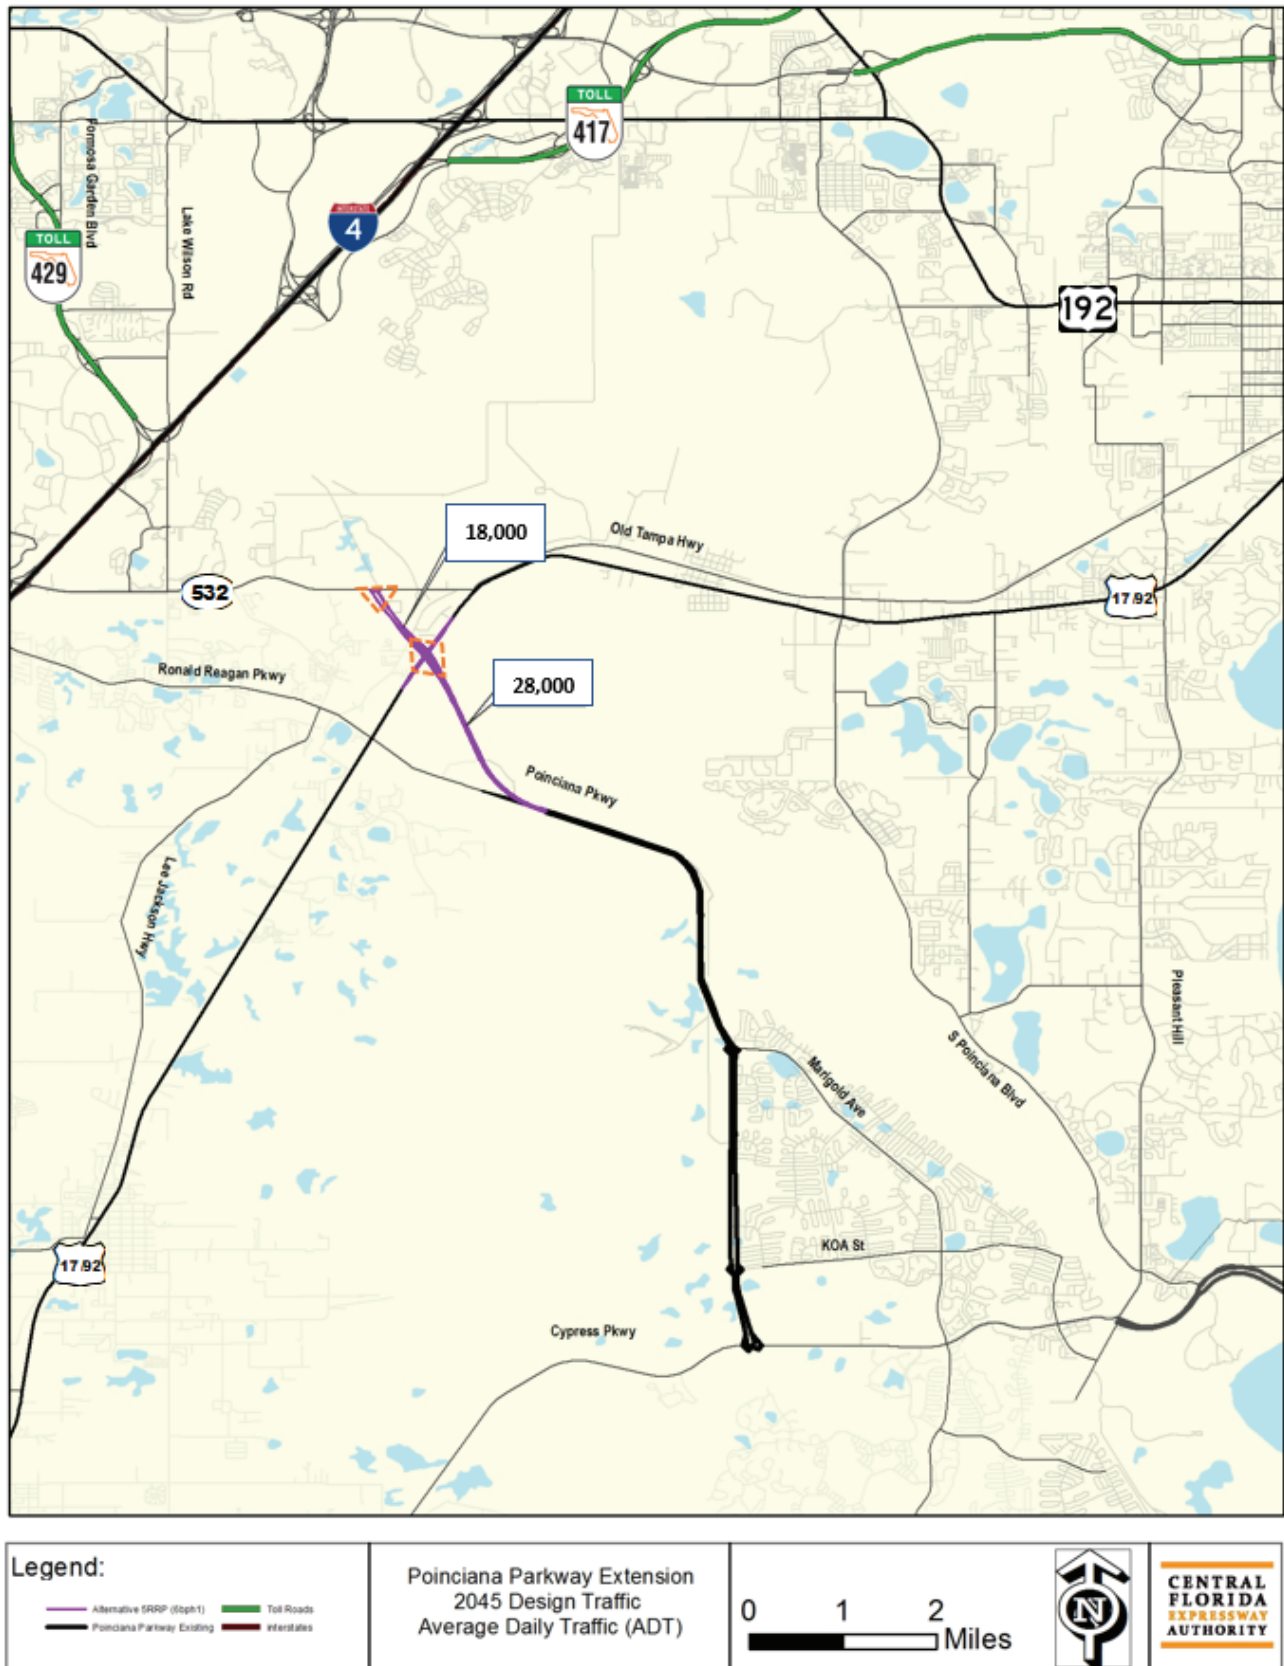 TOLL
417
Formosa Garden Blvd
Lake Wilson Rd
4
TOLL
429
192
18,000
Old Tampa Hwy
532
17/92
Ronald Reagan Pkwy
28,000
Poinciana Pkwy
Lee Jackson Hwy
Pleasant Hill
S Poinciana Blvd
Marigold Ave
KOA St
17/92
Cypress Pkwy
Legend:
Alternative 5RRP (6bph1)
Toll Roads
Poinciana Parkway Existing
interstates
Poinciana Parkway Extension
2045 Design Traffic
Average Daily Traffic (ADT)
0 1 2
Miles
N
CENTRAL
FLORIDA
EXPRESSWAY
AUTHORITY